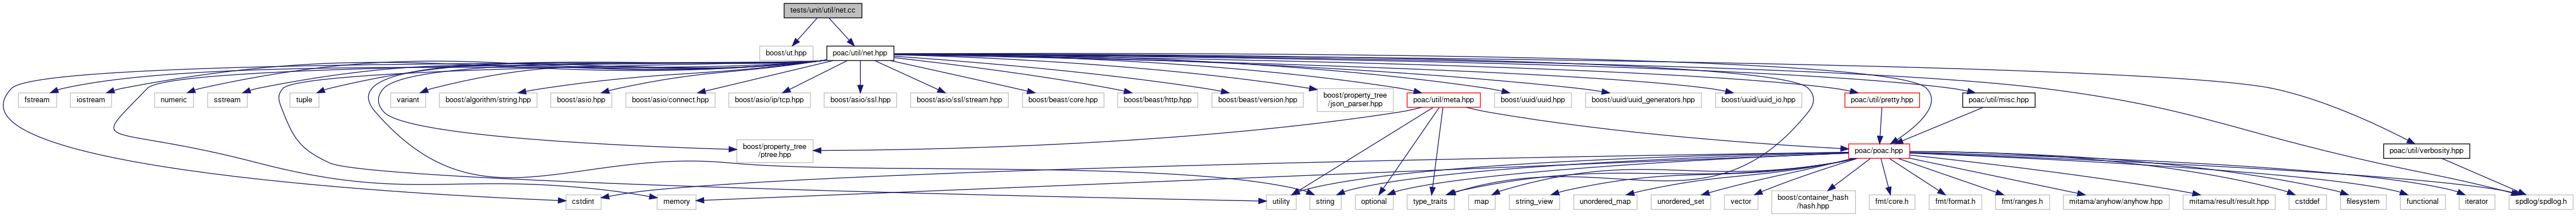 tests/unit/util/net.cc
boost/ut.hpp
poac/util/net.hpp
fstream
iostream
numeric
sstream
tuple
variant
boost/algorithm/string.hpp
boost/asio.hpp
boost/asio/connect.hpp
boost/asio/ip/tcp.hpp
boost/asio/ssl.hpp
boost/asio/ssl/stream.hpp
boost/beast/core.hpp
boost/beast/http.hpp
boost/beast/version.hpp
boost/property_tree
/json_parser.hpp
poac/util/meta.hpp
boost/uuid/uuid.hpp
boost/uuid/uuid_generators.hpp
boost/uuid/uuid_io.hpp
poac/util/pretty.hpp
poac/util/misc.hpp
boost/property_tree
/ptree.hpp
poac/poac.hpp
poac/util/verbosity.hpp
cstdint
memory
utility
string
optional
type_traits
map
string_view
unordered_map
unordered_set
vector
boost/container_hash
/hash.hpp
fmt/core.h
fmt/format.h
fmt/ranges.h
mitama/anyhow/anyhow.hpp
mitama/result/result.hpp
cstddef
filesystem
functional
iterator
spdlog/spdlog.h